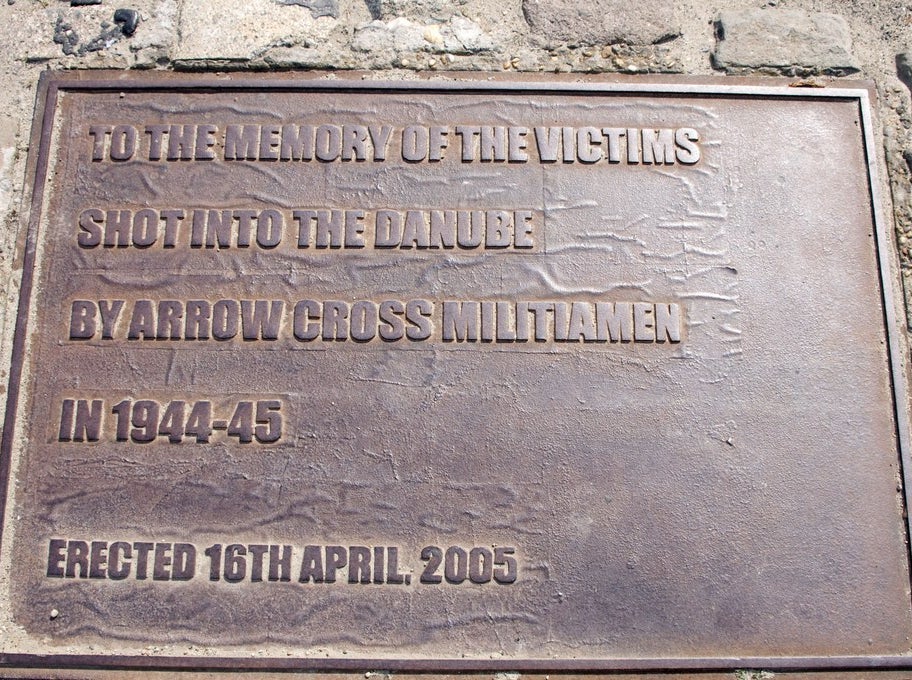 TO THE MEMORY OF THE VICTIMS
SHOT INTO THE DANUBE
BY ARROW CROSS MILITIAMEN
IN 1944-45
ERECTED 16TH APRIL, 2005